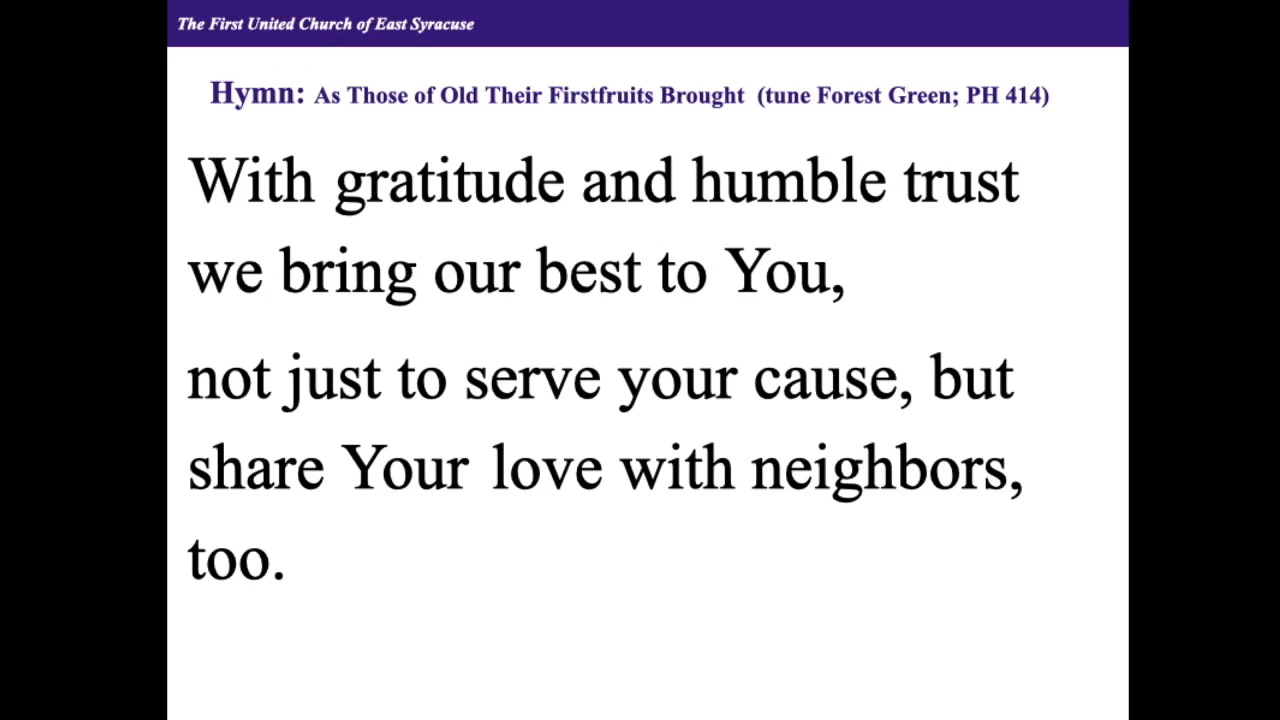 The First United Church of East Syracuse
Hymn: As Those of Old Their Firstfruits Brought (tune Forest Green; PH 414)
With gratitude and humble trust
we bring our best to You,
not just to serve your cause, but
share Your love with neighbors,
too.